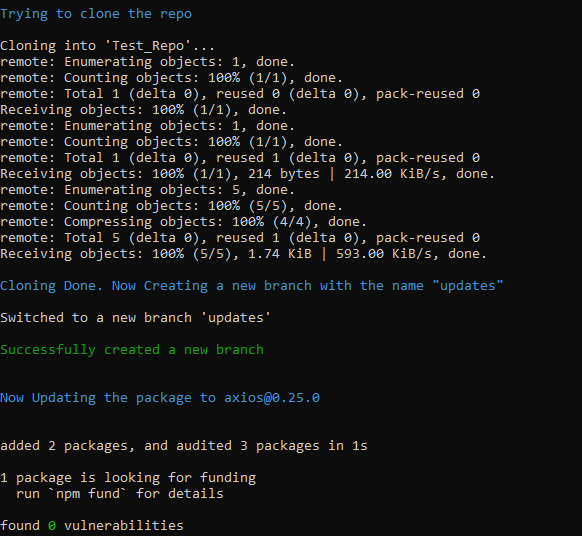 Trying to clone the repo
Cloning into 'Test_Repo'...
remote: Enumerating objects: 1, done.
remote: Counting objects: 100% (1/1), done.
remote: Total 1 (delta 0), reused 0 (delta 0), pack-reused 0
Receiving objects: 100% (1/1), done.
remote: Enumerating objects: 1, done.
remote: Counting objects: 100% (1/1), done.
remote: Total 1 (delta 0), reused 1 (delta 0), pack-reused 0
Receiving objects: 100% (1/1), 214 bytes | 214.00 KiB/s, done.
remote: Enumerating objects: 5, done.
remote: Counting objects: 100% (5/5), done.
remote: Compressing objects: 100% (4/4), done.
remote: Total 5 (delta 0), reused 1 (delta 0), pack-reused 0
Receiving objects: 100% (5/5), 1.74 KiB | 593.00 KiB/s, done.
Cloning Done. Now Creating a new branch with the name "updates"
Switched to a new branch 'updates'
Successfully created a new branch
Now Updating the package to axios@0.25.0
added 2 packages, and audited 3 packages in 1s
1 package is looking for funding
  run `npm fund` for details
found 0 vulnerabilities